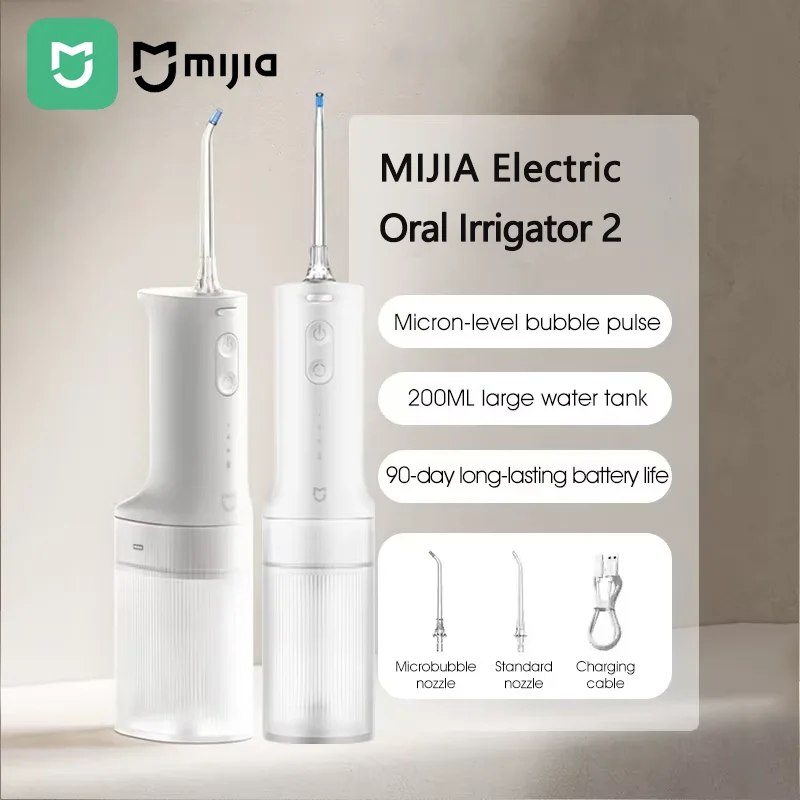 mijia
MIJIA Electric
Oral Irrigator 2
Micron-level bubble pulse
200ML large water tank
90-day long-lasting battery life
Microbubble
nozzle
Standard
nozzle
Charging
cable